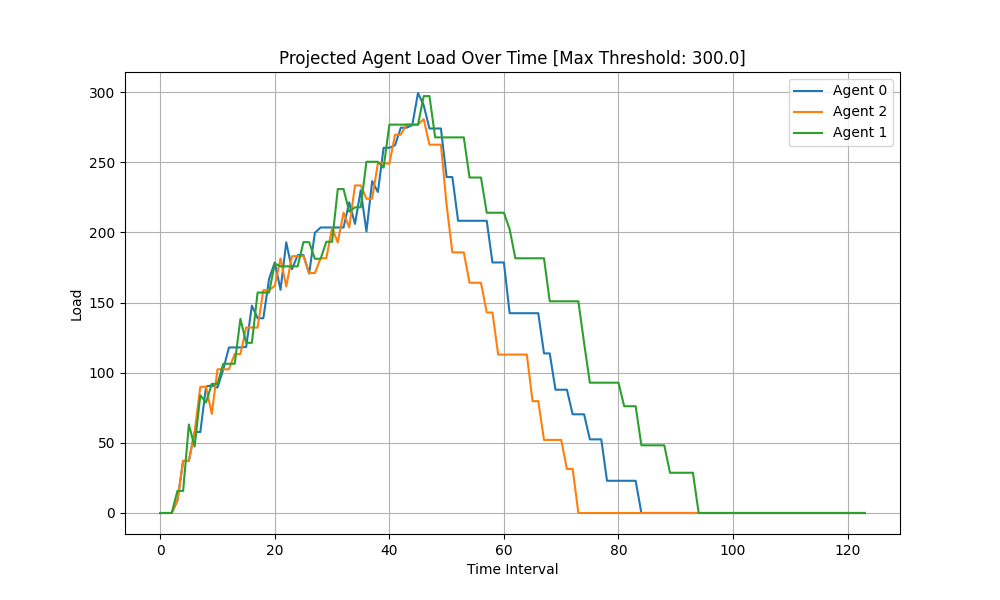 Projected Agent Load Over Time [Max Threshold: 300.0]
Agent 0
Agent 2
Agent 1
Load
300
250
200
150
100
50
0
0 20 40 60 80 100 120
Time Interval